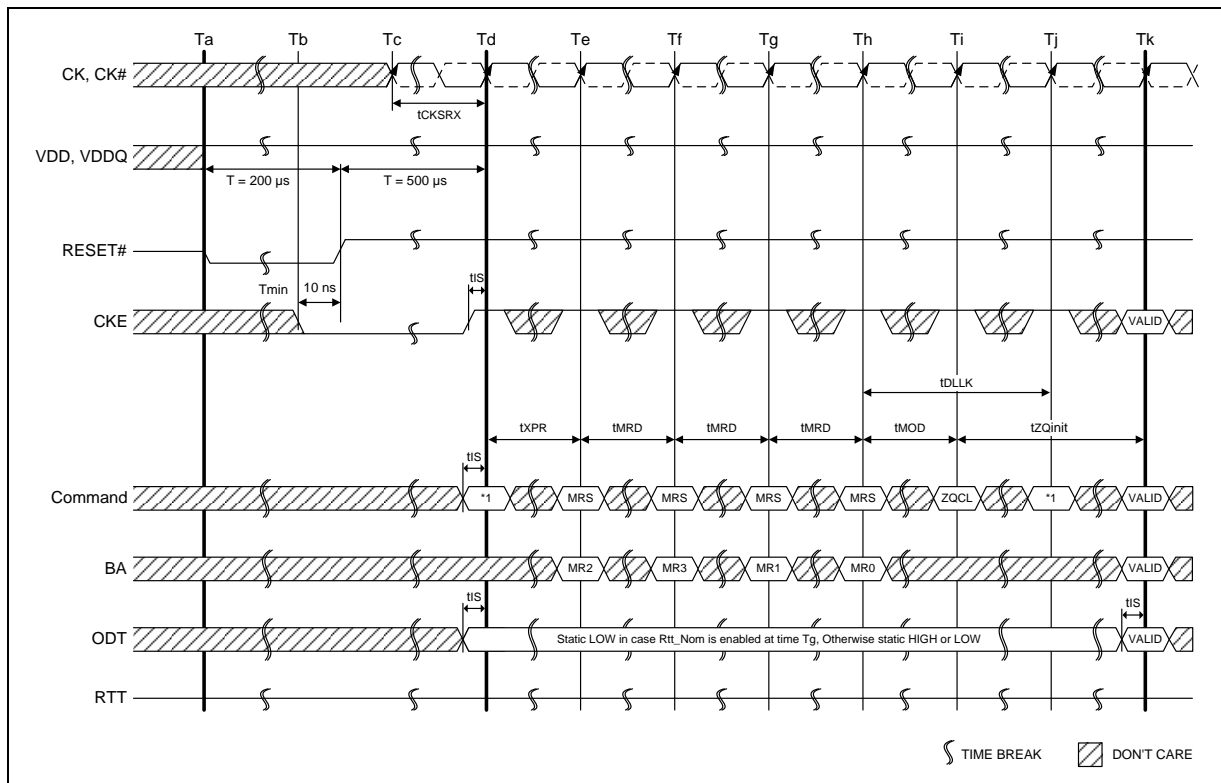 Ta Tb Tc Td Te Tf Tg Th Ti Tj Tk
CK, CK#
tCKSRX
VDD, VDDQ
T = 200 µs T = 500 µs
RESET#
tIS
Tmin 10 ns
CKE VALID
tDLLK
tXPR tMRD tMRD tMRD tMOD tZQinit
tIS
Command *1 MRS MRS MRS MRS ZQCL *1 VALID
BA MR2 MR3 MR1 MR0 VALID
tIS tIS
ODT Static LOW in case Rtt_Nom is enabled at time Tg, Otherwise static HIGH or LOW VALID
RTT
TIME BREAK DON'T CARE